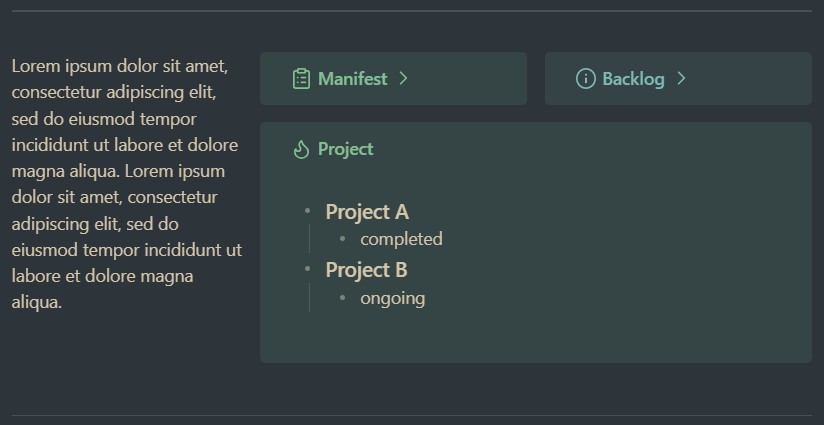 Lorem ipsum dolor sit amet,
consectetur adipiscing elit,
sed do eiusmod tempor
incididunt ut labore et dolore
magna aliqua. Lorem ipsum
dolor sit amet, consectetur
adipiscing elit, sed do
eiusmod tempor incididunt ut
labore et dolore magna
aliqua.
Manifest
Backlog
Project
Project A
completed
Project B
ongoing